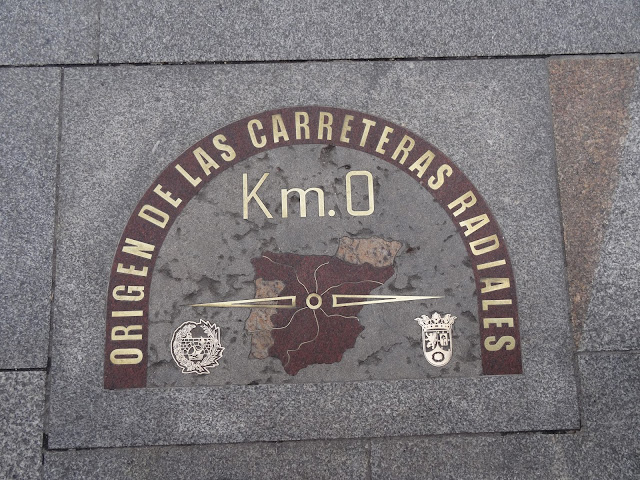 ORIGEN DE LAS CARRETERAS RADIALES
Km. 0